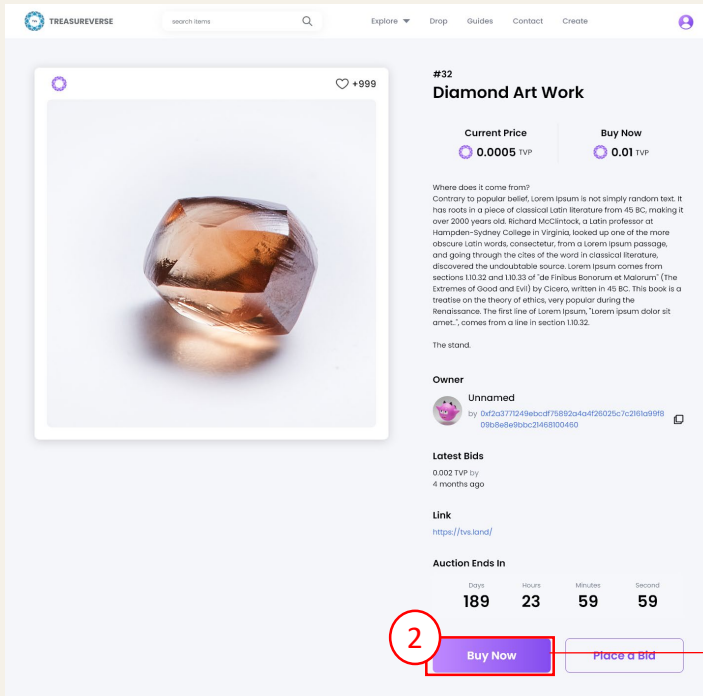 TREASUREVERSE
search items
Explore
Drop
Guides
Contact
Create
+999
#32
Diamond Art Work
Current Price
Buy Now
0.0005 TVP
0.01 TVP
Where does it come from?
Contrary to popular belief, Lorem Ipsum is not simply random text. It
has roots in a piece of classical Latin literature from 45 BC, making it
over 2000 years old. Richard McClintock, a Latin professor at
Hampden-Sydney College in Virginia, looked up one of the more
obscure Latin words, consectetur, from a Lorem Ipsum passage,
and going through the cites of the word in classical literature,
discovered the undoubtable source. Lorem Ipsum comes from
sections 1.10.32 and 1.10.33 of "de Finibus Bonorum et Malorum" (The
Extremes of Good and Evil) by Cicero, written in 45 BC. This book is a
treatise on the theory of ethics, very popular during the
Renaissance. The first line of Lorem Ipsum, "Lorem ipsum dolor sit
amet..", comes from a line in section 1.10.32.
The stand.
Owner
Unnamed
by 0xf2a3771249ebcdf75892a4a4f26025c7c2161a99f8
09b8e8e9bbc21468100460
Latest Bids
0.002 TVP by
4 months ago
Link
https://tvs.land/
Auction Ends In
Days
Hours
Minutes
Second
189
23
59
59
2
Buy Now
Place a Bid